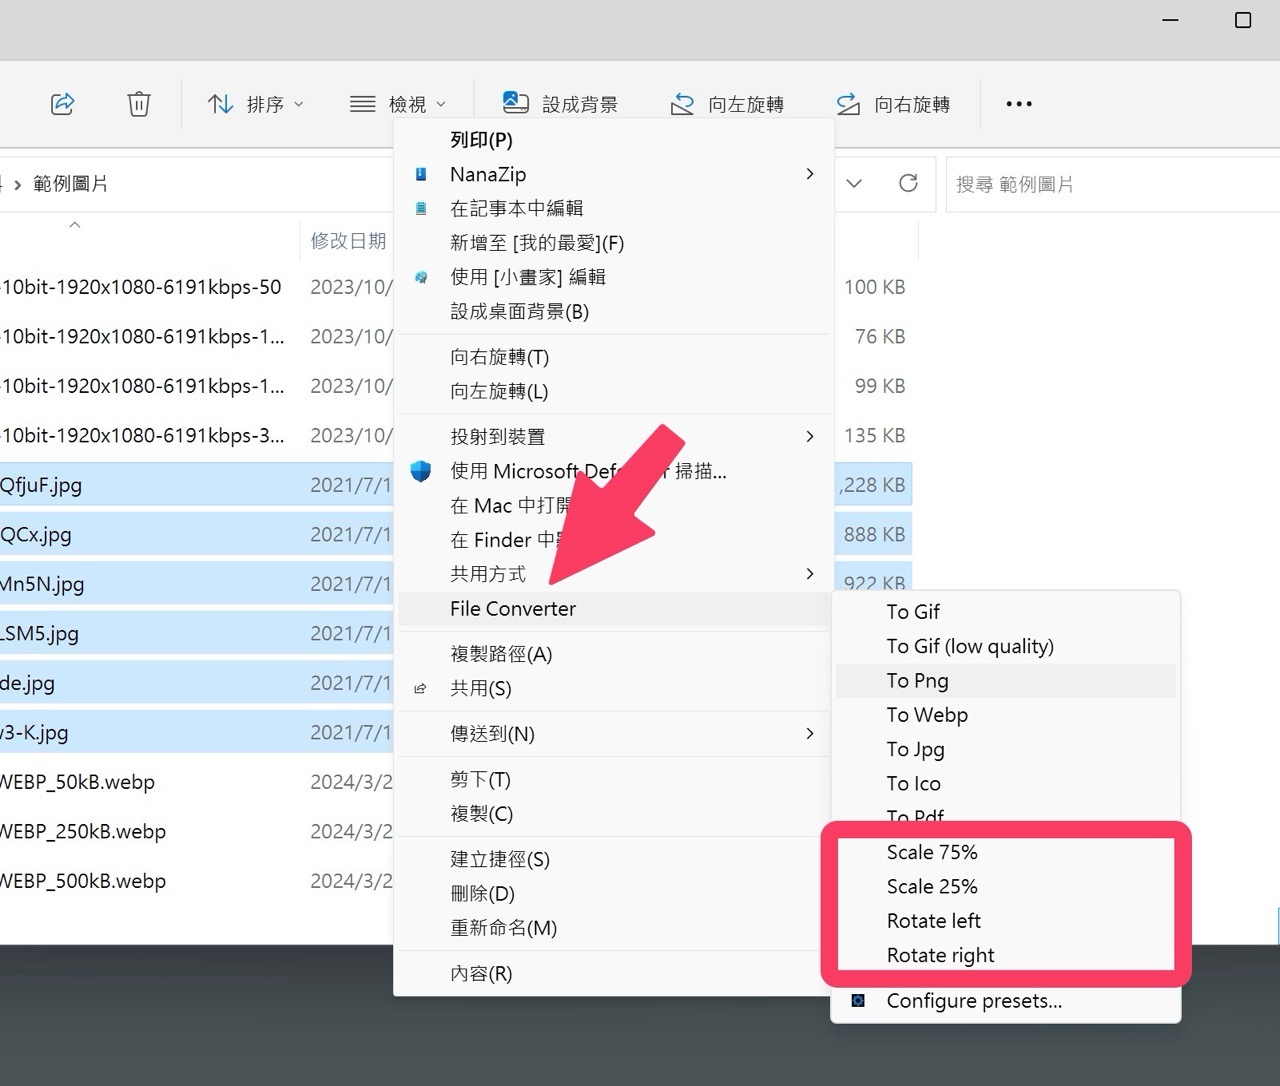 排序
檢視
設成背景
向左旋轉
向右旋轉
範例圖片
搜尋 範例圖片
修改日期
-10bit-1920x1080-6191kbps-50 2023/10/ 100 KB
-10bit-1920x1080-6191kbps-1... 2023/10/ 76 KB
-10bit-1920x1080-6191kbps-1... 2023/10/ 99 KB
-10bit-1920x1080-6191kbps-3... 2023/10/ 135 KB
QfjuF.jpg 2021/7/1 ,228 KB
QCx.jpg 2021/7/1 888 KB
Mn5N.jpg 2021/7/1 922 KB
LSM5.jpg 2021/7/1
de.jpg 2021/7/1
3-K.jpg 2021/7/1
WEBP_50kB.webp 2024/3/2
WEBP_250kB.webp 2024/3/2
WEBP_500kB.webp 2024/3/2
列印(P)
NanaZip
在記事本中編輯
新增至 [我的最愛](F)
使用 [小畫家] 編輯
設成桌面背景(B)
向右旋轉(T)
向左旋轉(L)
投射到裝置
使用 Microsoft Def 掃描...
在 Mac 中打開
在 Finder 中
共用方式
File Converter
複製路徑(A)
共用(S)
傳送到(N)
剪下(T)
複製(C)
建立捷徑(S)
刪除(D)
重新命名(M)
內容(R)
To Gif
To Gif (low quality)
To Png
To Webp
To Jpg
To Ico
To Pdf
Scale 75%
Scale 25%
Rotate left
Rotate right
Configure presets...